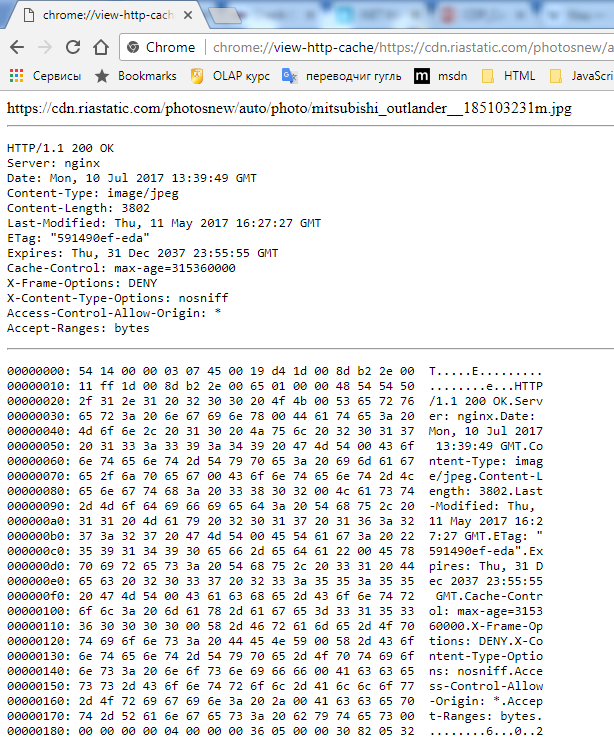 chrome://view-http-cach
Chrome chrome://view-http-cache/https://cdn.riastatic.com/photosnew/a
Сервисы Bookmarks OLAP курс переводчиг гугль msdn HTML JavaScri
https://cdn.riastatic.com/photosnew/auto/photo/mitsubishi_outlander__185103231m.jpg
HTTP/1.1 200 OK
Server: nginx
Date: Mon, 10 Jul 2017 13:39:49 GMT
Content-Type: image/jpeg
Content-Length: 3802
Last-Modified: Thu, 11 May 2017 16:27:27 GMT
ETag: "591490ef-eda"
Expires: Thu, 31 Dec 2037 23:55:55 GMT
Cache-Control: max-age=315360000
X-Frame-Options: DENY
X-Content-Type-Options: nosniff
Access-Control-Allow-Origin: *
Accept-Ranges: bytes
00000000: 54 14 00 00 03 07 45 00 19 d4 1d 00 8d b2 2e 00 T.....E.........
00000010: 11 ff 1d 00 8d b2 2e 00 65 01 00 00 48 54 54 50 ........e...HTTP
00000020: 2f 31 2e 31 20 32 30 30 20 4f 4b 00 53 65 72 76 /1.1 200 OK.Serv
00000030: 65 72 3a 20 6e 67 69 6e 78 00 44 61 74 65 3a 20 er: nginx.Date:
00000040: 4d 6f 6e 2c 20 31 30 20 4a 75 6c 20 32 30 31 37 Mon, 10 Jul 2017
00000050: 20 31 33 3a 33 39 3a 34 39 20 47 4d 54 00 43 6f 13:39:49 GMT.Co
00000060: 6e 74 65 6e 74 2d 54 79 70 65 3a 20 69 6d 61 67 ntent-Type: imag
00000070: 65 2f 6a 70 65 67 00 43 6f 6e 74 65 6e 74 2d 4c e/jpeg.Content-L
00000080: 65 6e 67 74 68 3a 20 33 38 30 32 00 4c 61 73 74 ength: 3802.Last
00000090: 2d 4d 6f 64 69 66 69 65 64 3a 20 54 68 75 2c 20 -Modified: Thu,
000000a0: 31 31 20 4d 61 79 20 32 30 31 37 20 31 36 3a 32 11 May 2017 16:2
000000b0: 37 3a 32 37 20 47 4d 54 00 45 54 61 67 3a 20 22 7:27 GMT.ETag: "
000000c0: 35 39 31 34 39 30 65 66 2d 65 64 61 22 00 45 78 591490ef-eda".Ex
000000d0: 70 69 72 65 73 3a 20 54 68 75 2c 20 33 31 20 44 pires: Thu, 31 D
000000e0: 65 63 20 32 30 33 37 20 32 33 3a 35 35 3a 35 35 ec 2037 23:55:55
000000f0: 20 47 4d 54 00 43 61 63 68 65 2d 43 6f 6e 74 72 GMT.Cache-Contr
00000100: 6f 6c 3a 20 6d 61 78 2d 61 67 65 3d 33 31 35 33 ol: max-age=3153
00000110: 36 30 30 30 30 00 58 2d 46 72 61 6d 65 2d 4f 70 60000.X-Frame-Op
00000120: 74 69 6f 6e 73 3a 20 44 45 4e 59 00 58 2d 43 6f tions: DENY.X-Co
00000130: 6e 74 65 6e 74 2d 54 79 70 65 2d 4f 70 74 69 6f ntent-Type-Optio
00000140: 6e 73 3a 20 6e 6f 73 6e 69 66 66 00 41 63 63 65 ns: nosniff.Acce
00000150: 73 73 2d 43 6f 6e 74 72 6f 6c 2d 41 6c 6c 6f 77 ss-Control-Allow
00000160: 2d 4f 72 69 67 69 6e 3a 20 2a 00 41 63 63 65 70 -Origin: *.Accep
00000170: 74 2d 52 61 6e 67 65 73 3a 20 62 79 74 65 73 00 t-Ranges: bytes.
00000180: 00 00 00 00 04 00 00 00 36 05 00 00 30 82 05 32 ........6...0..2